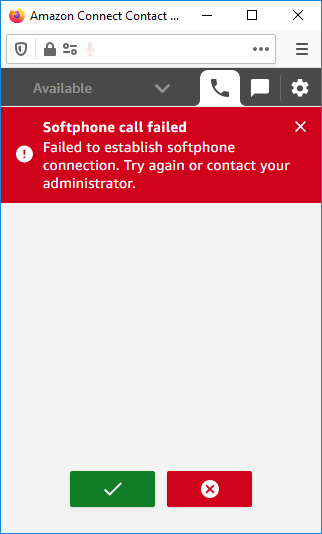 Amazon Connect Contact ...
Available
Softphone call failed
Failed to establish softphone
connection. Try again or contact your
administrator.